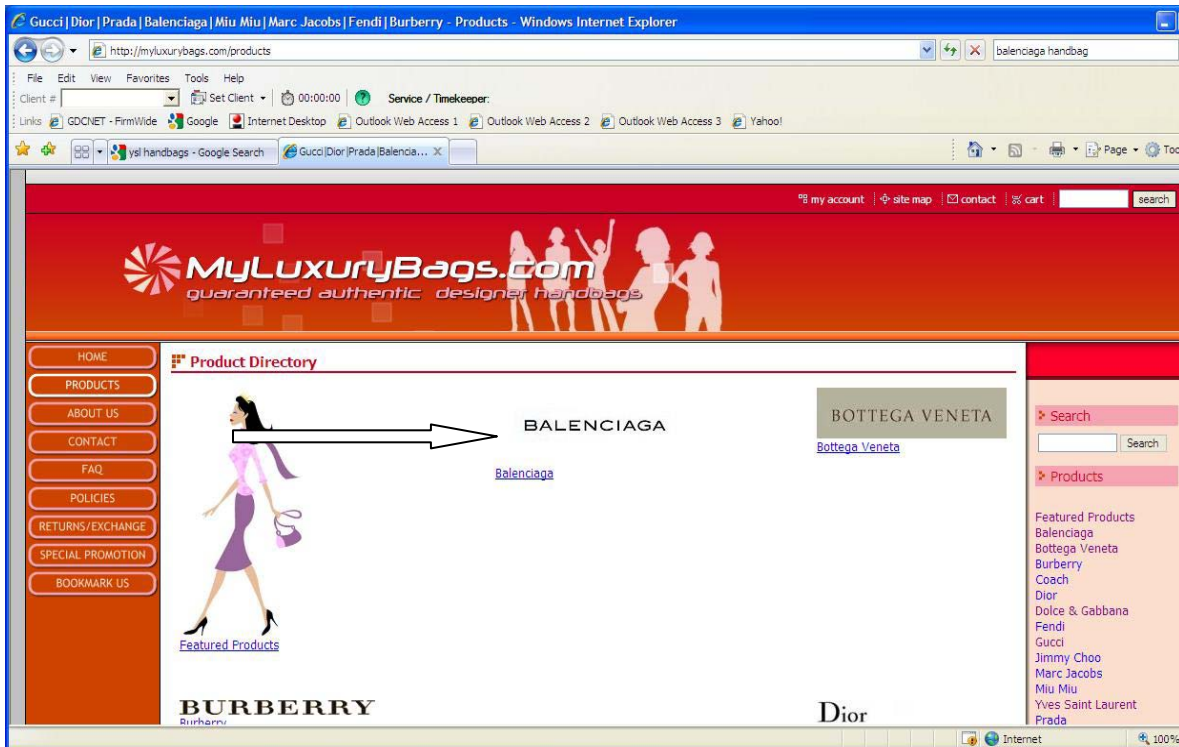 Gucci|Dior|Prada|Balenciaga|Miu Miu|Marc Jacobs|Fendi|Burberry - Products - Windows Internet Explorer
http://myluxurybags.com/products
balenciaga handbag
File Edit View Favorites Tools Help
Client # Set Client 00:00:00 Service / Timekeeper:
Links GDCNET - FirmWide Google Internet Desktop Outlook Web Access 1 Outlook Web Access 2 Outlook Web Access 3 Yahoo!
ysl handbags - Google Search Gucci|Dior|Prada|Balencia... X Page Too
my account site map contact cart search
MyLuxuryBags.com
guaranteed authentic designer handbags
HOME
PRODUCTS
ABOUT US
CONTACT
FAQ
POLICIES
RETURNS/EXCHANGE
SPECIAL PROMOTION
BOOKMARK US
Product Directory
BALENCIAGA
BOTTEGA VENETA
Balenciaga
Bottega Veneta
Featured Products
BURBERRY
Burberry
Dior
Search
Search
Products
Featured Products
Balenciaga
Bottega Veneta
Burberry
Coach
Dior
Dolce & Gabbana
Fendi
Gucci
Jimmy Choo
Marc Jacobs
Miu Miu
Yves Saint Laurent
Prada
Internet 100%